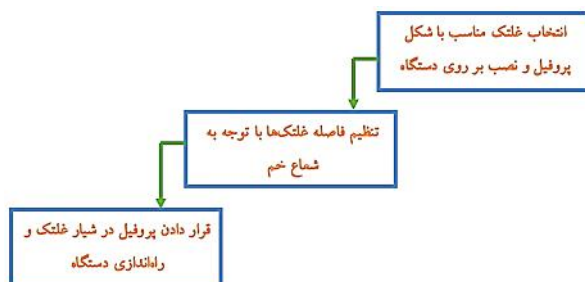 انتخاب غلتک مناسب با شکل
پروفیل و نصب بر روی دستگاه
تنظیم فاصله غلتک‌ها با توجه به
شعاع خم
قرار دادن پروفیل در شیار غلتک و
راه‌اندازی دستگاه